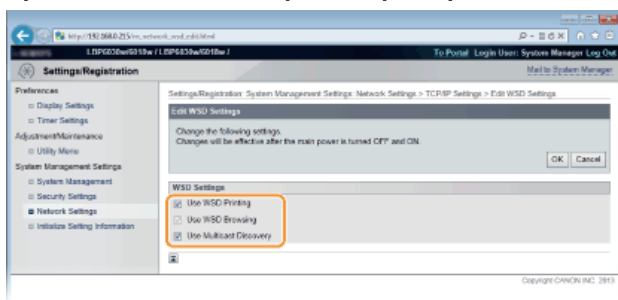 http://192.168.0.215/m_network_wsd_edit.html
LBP6030w/6018w / LBP6030w/6018w /
To Portal Login User: System Manager Log Out
Settings/Registration
Mail to System Manager
Preferences
Display Settings
Timer Settings
Adjustment/Maintenance
Utility Menu
System Management Settings
System Management
Security Settings
Network Settings
Initialize Setting Information
Settings/Registration: System Management Settings: Network Settings > TCP/IP Settings > Edit WSD Settings
Edit WSD Settings
Change the following settings.
Changes will be effective after the main power is turned OFF and ON.
OK Cancel
WSD Settings
Use WSD Printing
Use WSD Browsing
Use Multicast Discovery
Copyright CANON INC. 2013